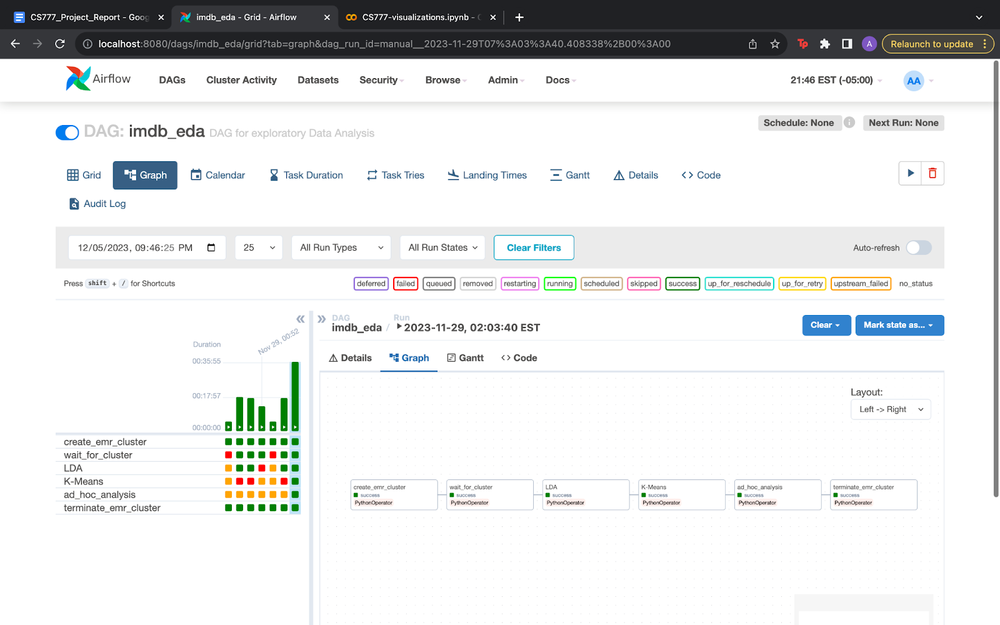 CS777_Project_Report - Goog
imdb_eda - Grid - Airflow
CS777-visualizations.ipynb -
localhost:8080/dags/imdb_eda/grid?tab=graph&dag_run_id=manual__2023-11-29T07%3A03%3A40.408338%2B00%3A00
Tp
A
Relaunch to update
Airflow
DAGs
Cluster Activity
Datasets
Security
Browse
Admin
Docs
21:46 EST (-05:00)
AA
Schedule: None
Next Run: None
DAG: imdb_eda DAG for exploratory Data Analysis
Grid
Graph
Calendar
Task Duration
Task Tries
Landing Times
Gantt
Details
Code
Audit Log
12/05/2023, 09:46:25 PM
25
All Run Types
All Run States
Clear Filters
Auto-refresh
Press shift + / for Shortcuts
deferred
failed
queued
removed
restarting
running
scheduled
skipped
success
up_for_reschedule
up_for_retry
upstream_failed
no_status
Duration
Nov 29, 00:52
00:35:55
00:17:57
00:00:00
create_emr_cluster
wait_for_cluster
LDA
K-Means
ad_hoc_analysis
terminate_emr_cluster
DAG
imdb_eda
/
Run
2023-11-29, 02:03:40 EST
Clear
Mark state as...
Details
Graph
Gantt
Code
Layout:
Left -> Right
create_emr_cluster
success
PythonOperator
wait_for_cluster
success
PythonOperator
LDA
success
PythonOperator
K-Means
success
PythonOperator
ad_hoc_analysis
success
PythonOperator
terminate_emr_cluster
success
PythonOperator